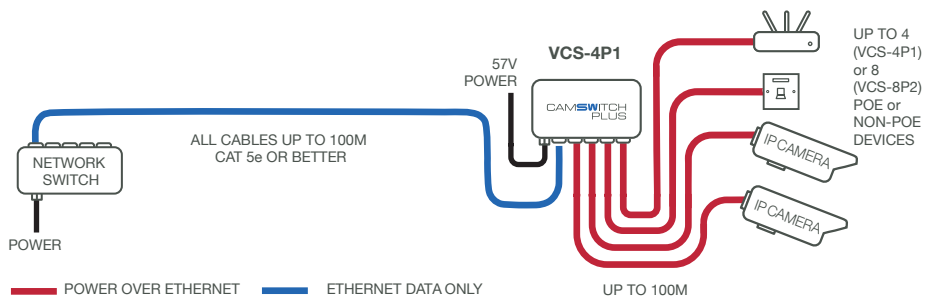 VCS-4P1
57V
POWER
CAMSWITCH
PLUS
UP TO 4
(VCS-4P1)
or 8
(VCS-8P2)
POE or
NON-POE
DEVICES
ALL CABLES UP TO 100M
CAT 5e OR BETTER
NETWORK
SWITCH
POWER
IP CAMERA
IP CAMERA
POWER OVER ETHERNET
ETHERNET DATA ONLY
UP TO 100M